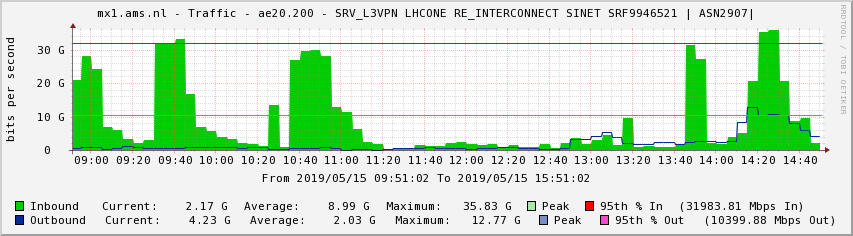 mx1.ams.nl - Traffic - ae20.200 - SRV_L3VPN LHCONE RE_INTERCONNECT SINET SRF9946521 | ASN2907|
RRDTOOL / TOBI OETIKER
bits per second
30 G
20 G
10 G
0
09:00 09:20 09:40 10:00 10:20 10:40 11:00 11:20 11:40 12:00 12:20 12:40 13:00 13:20 13:40 14:00 14:20 14:40
From 2019/05/15 09:51:02 To 2019/05/15 15:51:02
Inbound Current: 2.17 G Average: 8.99 G Maximum: 35.83 G Peak 95th % In (31983.81 Mbps In)
Outbound Current: 4.23 G Average: 2.03 G Maximum: 12.77 G Peak 95th % Out (10399.88 Mbps Out)